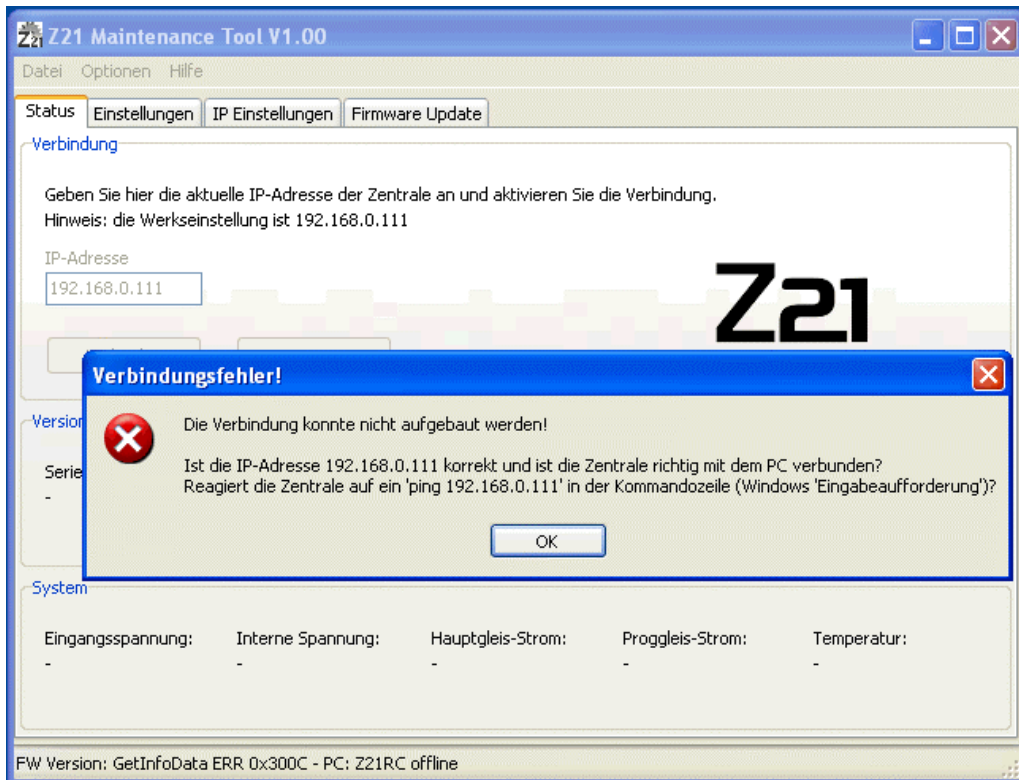 Z21 Maintenance Tool V1.00
Datei Optionen Hilfe
Status Einstellungen IP Einstellungen Firmware Update
Verbindung
Geben Sie hier die aktuelle IP-Adresse der Zentrale an und aktivieren Sie die Verbindung.
Hinweis: die Werkseinstellung ist 192.168.0.111
IP-Adresse
192.168.0.111
Z21
Verbindungsfehler!
Die Verbindung konnte nicht aufgebaut werden!
Ist die IP-Adresse 192.168.0.111 korrekt und ist die Zentrale richtig mit dem PC verbunden?
Reagiert die Zentrale auf ein 'ping 192.168.0.111' in der Kommandozeile (Windows 'Eingabeaufforderung')?
OK
Version
Serie
-
System
Eingangsspannung: Interne Spannung: Hauptgleis-Strom: Proggleis-Strom: Temperatur:
- - - - -
FW Version: GetInfoData ERR 0x300C - PC: Z21RC offline